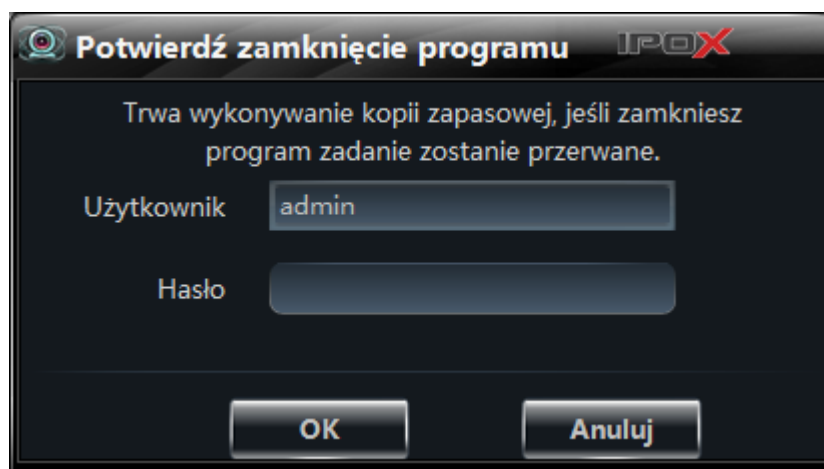 Potwierdź zamknięcie programu IPOX
Trwa wykonywanie kopii zapasowej, jeśli zamkniesz
program zadanie zostanie przerwane.
Użytkownik admin
Hasło
OK Anuluj